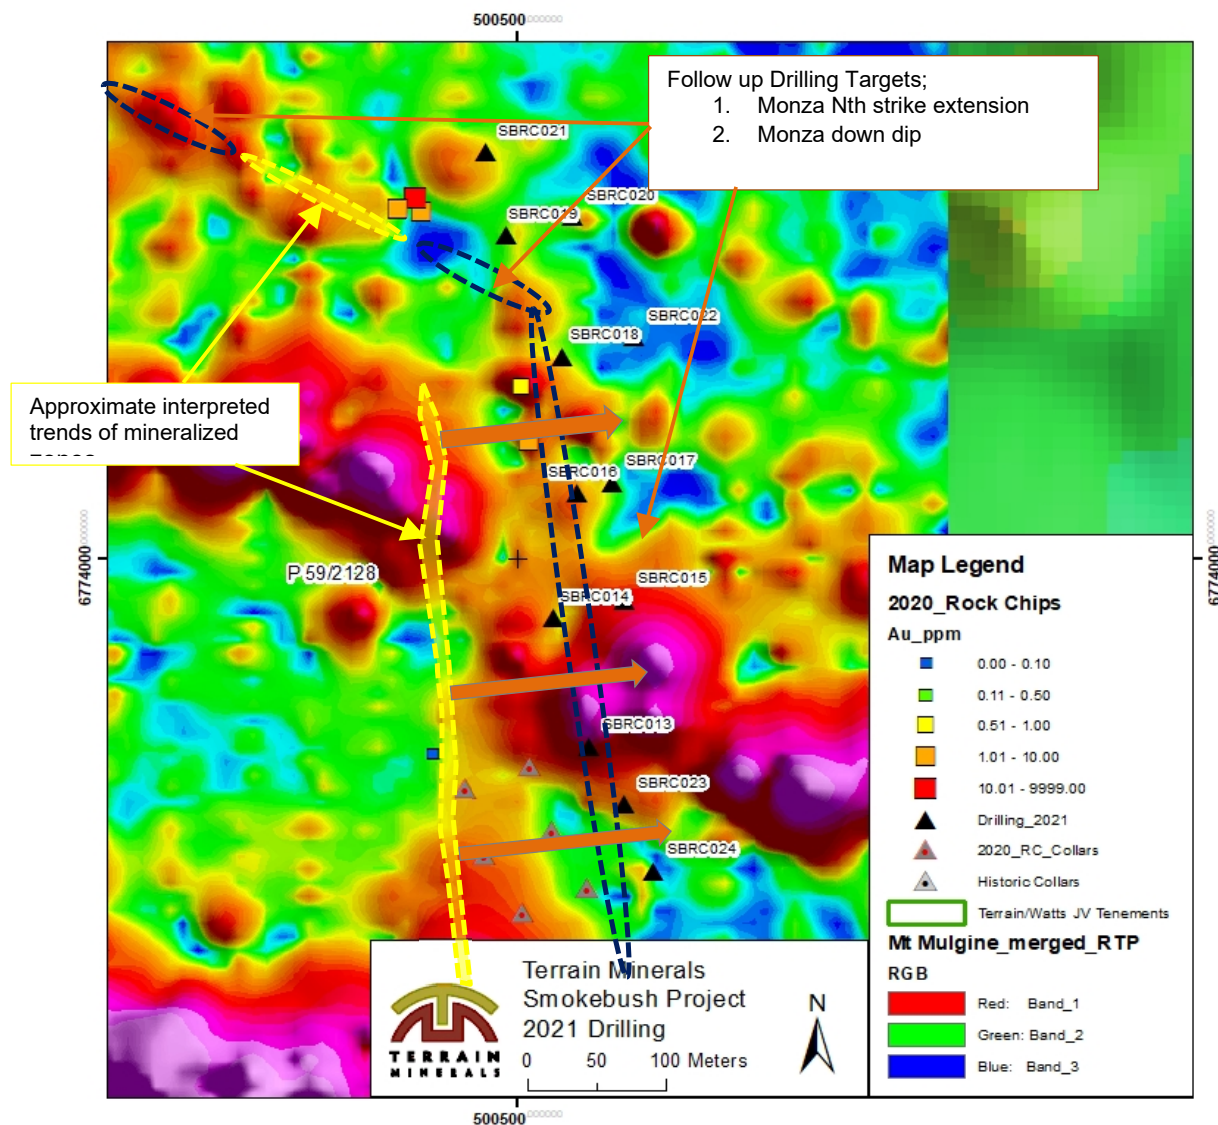 500500 000000
Follow up Drilling Targets;
1. Monza Nth strike extension
2. Monza down dip
SBRC021
SBRC020
SBRC019
SBRC022
SBRC018
Approximate interpreted
trends of mineralized
SBRC017
SBRC016
6774000 000000
6774000 000000
P 59/2128
SBRC015
SBRC014
SBRC013
SBRC023
SBRC024
Map Legend
2020_Rock Chips
Au_ppm
0.00 - 0.10
0.11 - 0.50
0.51 - 1.00
1.01 - 10.00
10.01 - 9999.00
Drilling_2021
2020_RC_Collars
Historic Collars
Terrain/Watts JV Tenements
Mt Mulgine_merged_RTP
RGB
Red: Band_1
Green: Band_2
Blue: Band_3
TERRAIN
MINERALS
Terrain Minerals
Smokebush Project
2021 Drilling
0 50 100 Meters
N
500500 000000